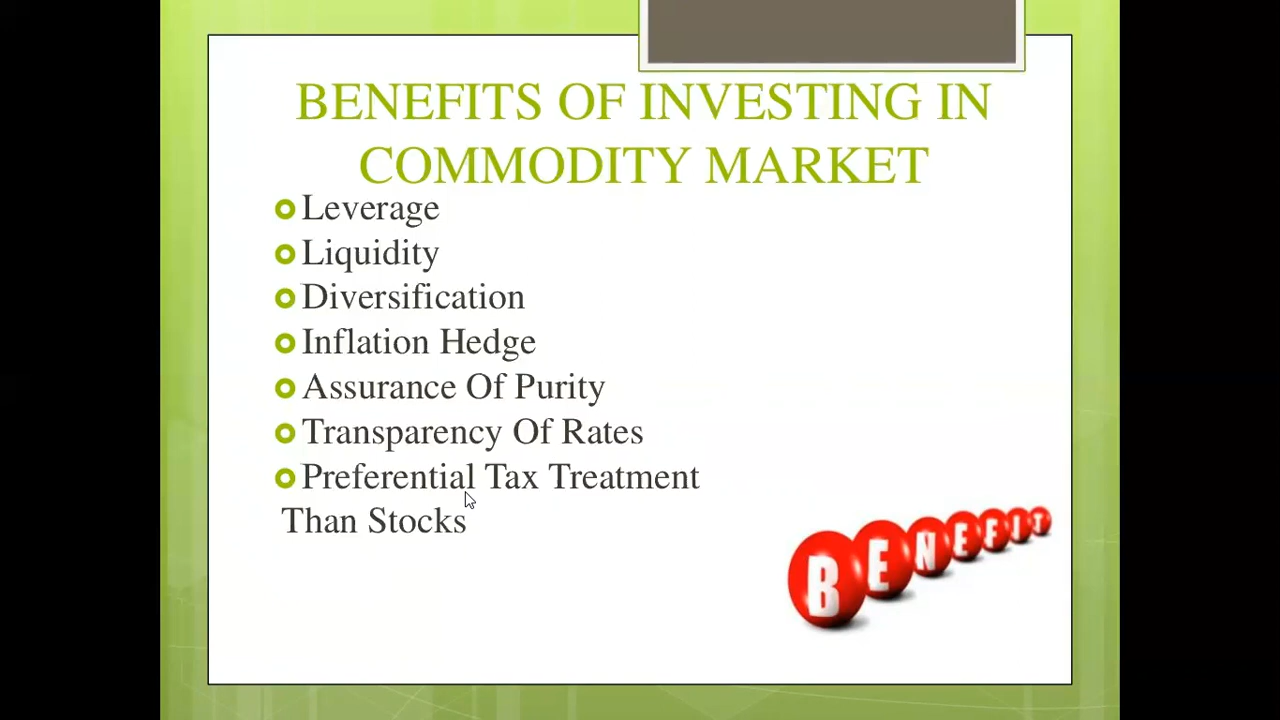 BENEFITS OF INVESTING IN
COMMODITY MARKET
Leverage
Liquidity
Diversification
Inflation Hedge
Assurance Of Purity
Transparency Of Rates
Preferential Tax Treatment
Than Stocks
BENEFIT